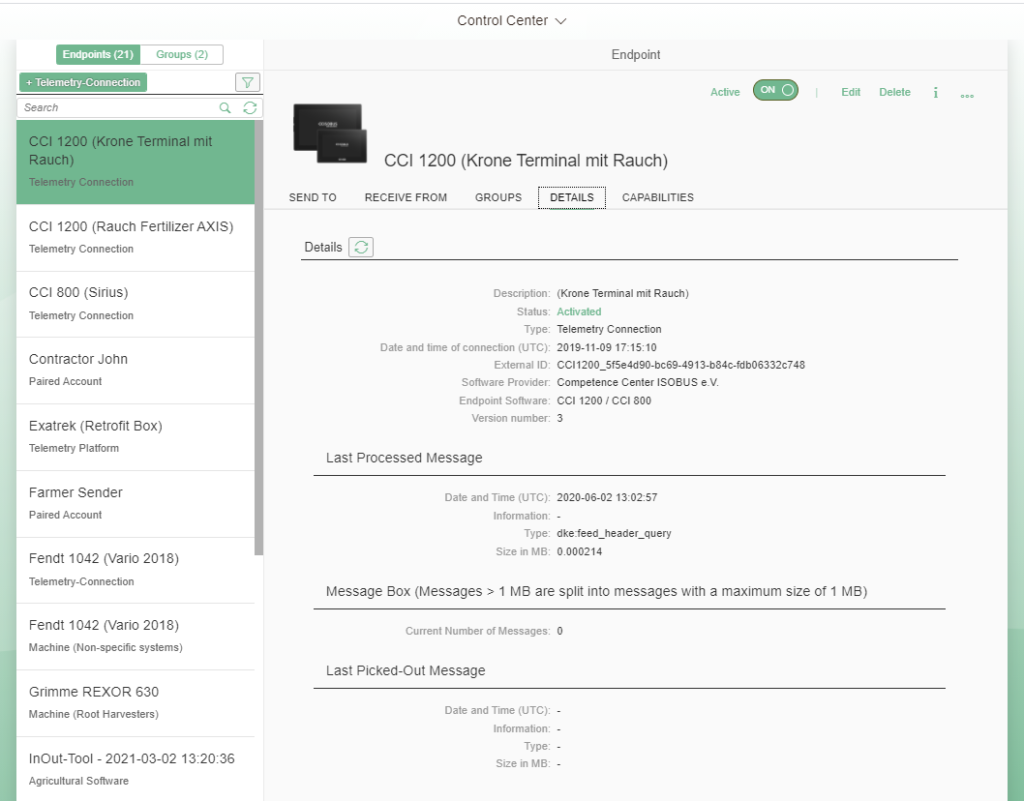 Control Center
Endpoints (21)
Groups (2)
+ Telemetry-Connection
Search
CCI 1200 (Krone Terminal mit
Rauch)
Telemetry Connection
CCI 1200 (Rauch Fertilizer AXIS)
Telemetry Connection
CCI 800 (Sirius)
Telemetry Connection
Contractor John
Paired Account
Exatrek (Retrofit Box)
Telemetry Platform
Farmer Sender
Paired Account
Fendt 1042 (Vario 2018)
Telemetry-Connection
Fendt 1042 (Vario 2018)
Machine (Non-specific systems)
Grimme REXOR 630
Machine (Root Harvesters)
InOut-Tool - 2021-03-02 13:20:36
Agricultural Software
Endpoint
Active ON | Edit Delete i ...
CCI 1200 (Krone Terminal mit Rauch)
SEND TO RECEIVE FROM GROUPS DETAILS CAPABILITIES
Details
Description: (Krone Terminal mit Rauch)
Status: Activated
Type: Telemetry Connection
Date and time of connection (UTC): 2019-11-09 17:15:10
External ID: CCI1200_5f5e4d90-bc69-4913-b84c-fdb06332c748
Software Provider: Competence Center ISOBUS e.V.
Endpoint Software: CCI 1200 / CCI 800
Version number: 3
Last Processed Message
Date and Time (UTC): 2020-06-02 13:02:57
Information: -
Type: dke:feed_header_query
Size in MB: 0.000214
Message Box (Messages > 1 MB are split into messages with a maximum size of 1 MB)
Current Number of Messages: 0
Last Picked-Out Message
Date and Time (UTC): -
Information: -
Type: -
Size in MB: -